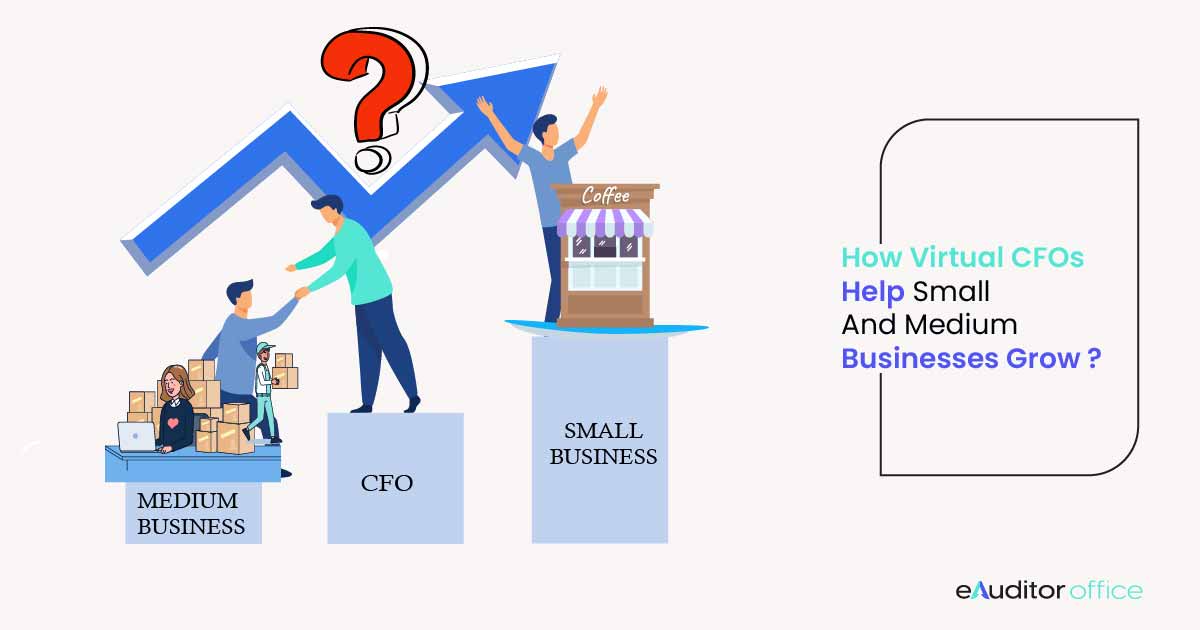 Coffee
MEDIUM
BUSINESS
CFO
SMALL
BUSINESS
How Virtual CFOs
Help Small
And Medium
Businesses Grow ?
eAuditor office